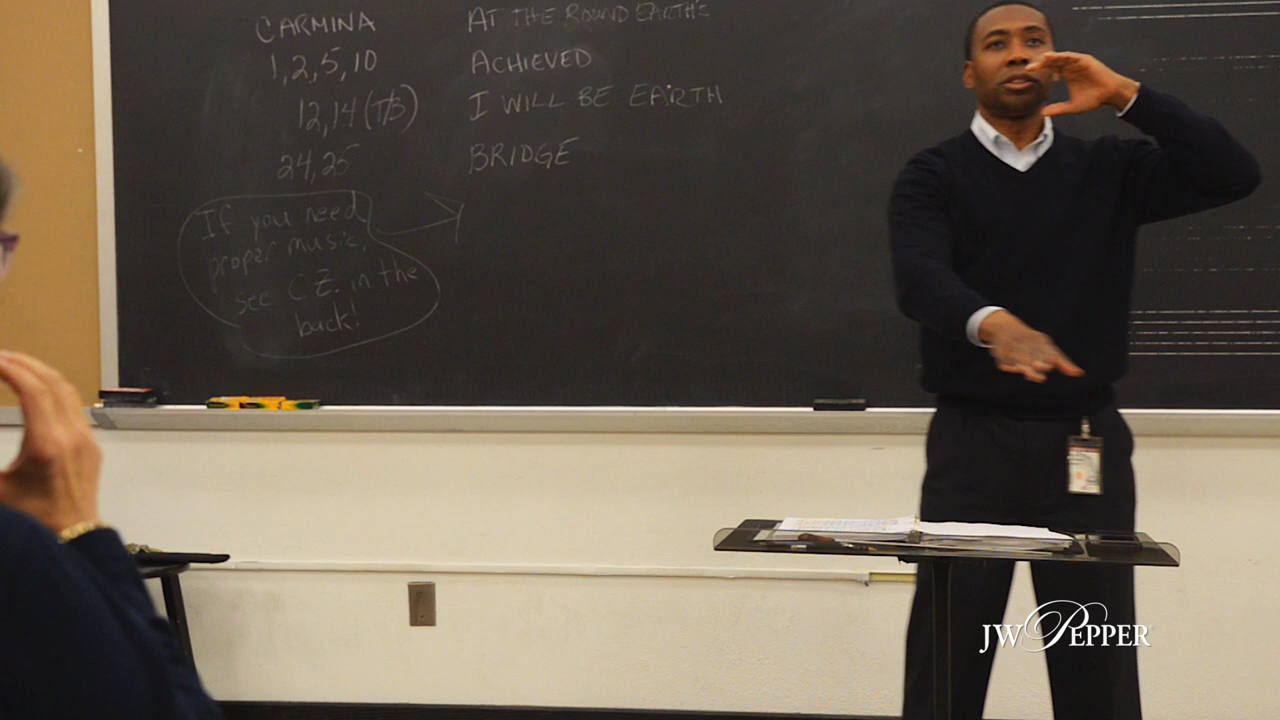 CARMINA
1, 2, 5, 10
12, 14 (T/B)
24, 25
If you need
proper music,
see C.Z. in the
back!
AT THE ROUND EARTH'S
ACHIEVED
I WILL BE EARTH
BRIDGE
JW PEPPER